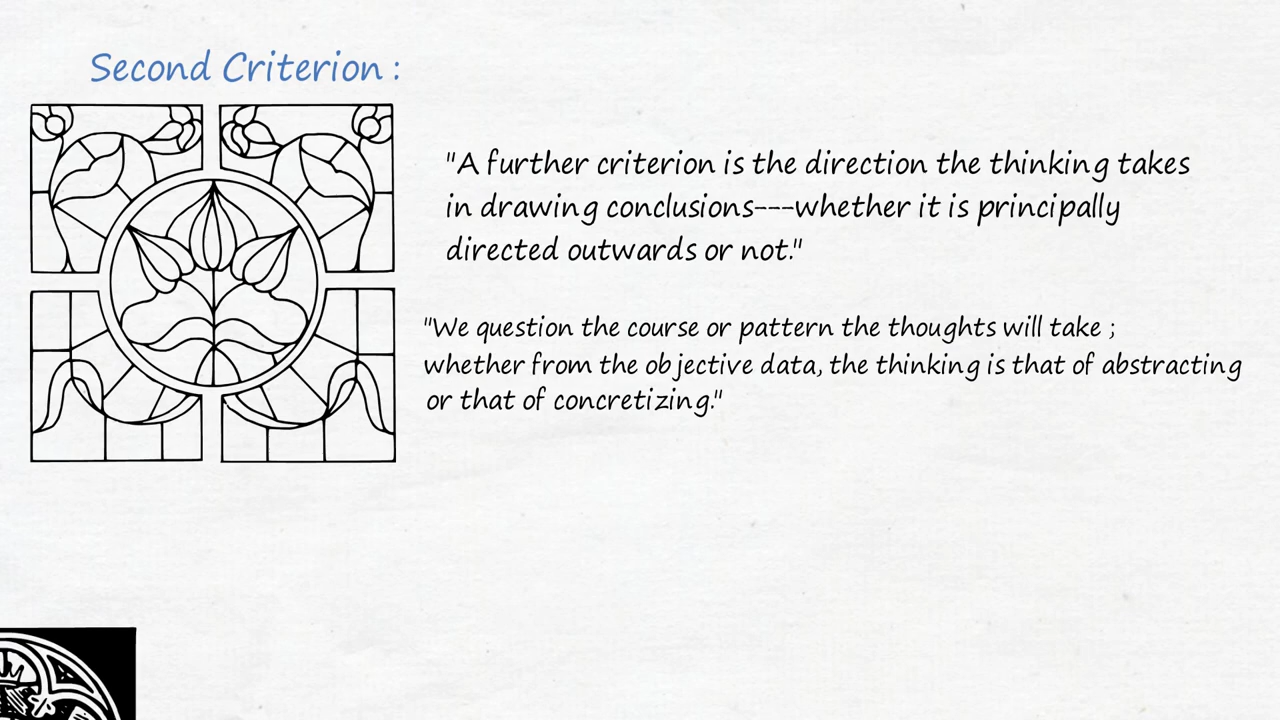 Second Criterion :
"A further criterion is the direction the thinking takes
in drawing conclusions---whether it is principally
directed outwards or not."
"We question the course or pattern the thoughts will take ;
whether from the objective data, the thinking is that of abstracting
or that of concretizing."